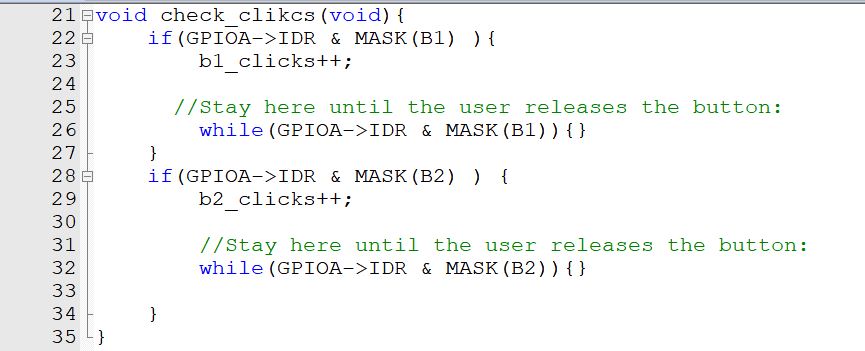 21 void check_clikcs(void){
22 if(GPIOA->IDR & MASK(B1) ){
23 b1_clicks++;
24
25 //Stay here until the user releases the button:
26 while(GPIOA->IDR & MASK(B1)){}
27 }
28 if(GPIOA->IDR & MASK(B2) ) {
29 b2_clicks++;
30
31 //Stay here until the user releases the button:
32 while(GPIOA->IDR & MASK(B2)){}
33
34 }
35 }